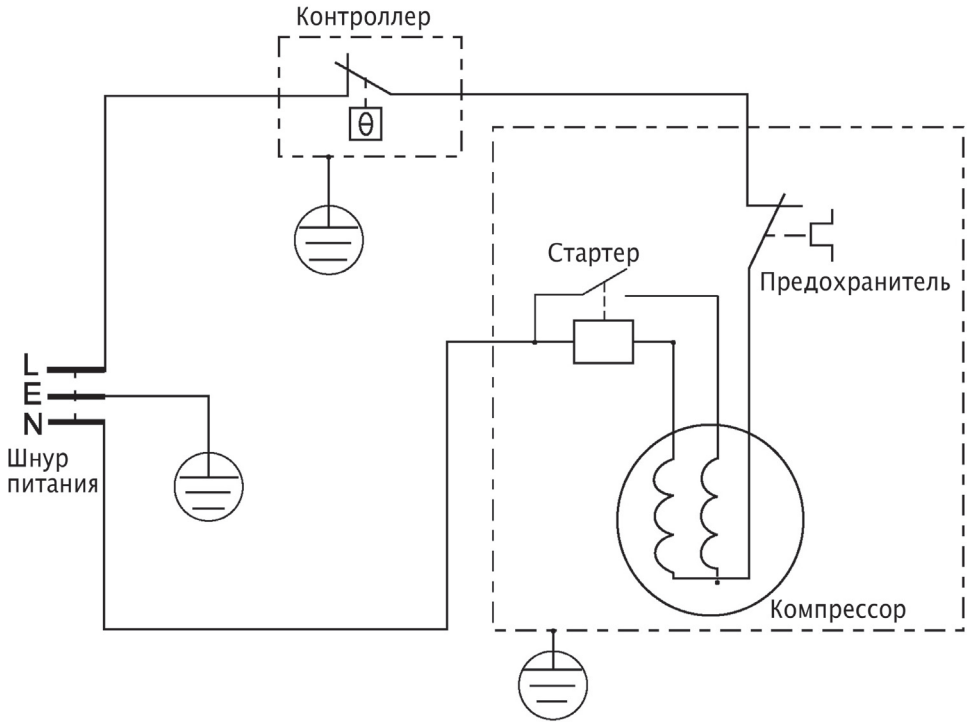 Контроллер
θ
Стартер
Предохранитель
L
E
N
Шнур
питания
Компрессор